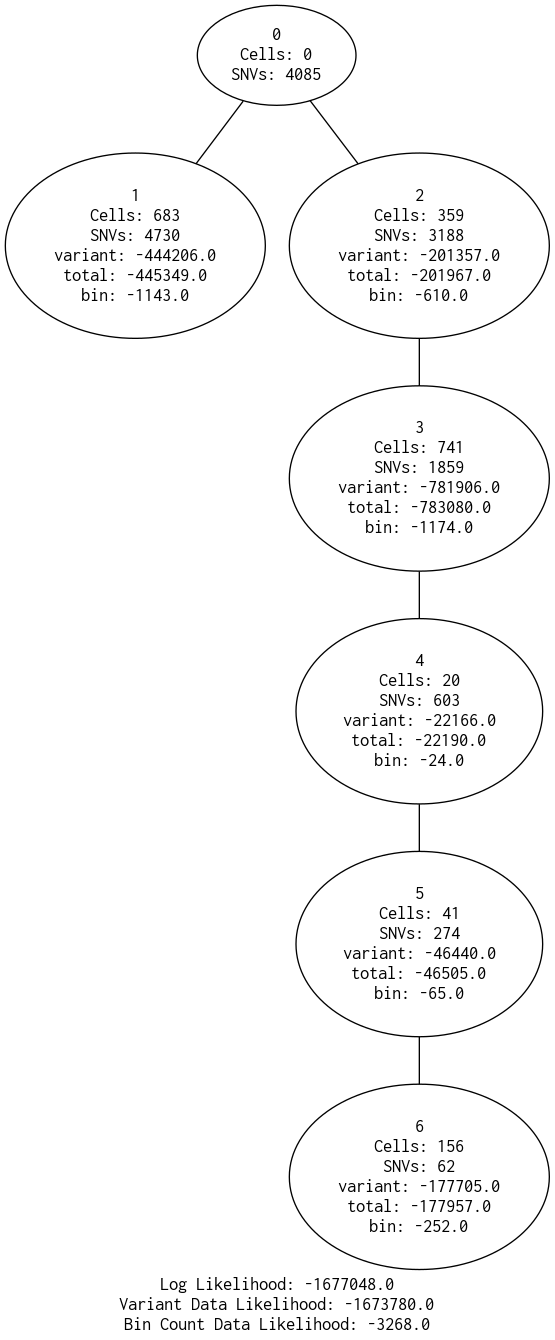 0
Cells: 0
SNVs: 4085
1
Cells: 683
SNVs: 4730
variant: -444206.0
total: -445349.0
bin: -1143.0
2
Cells: 359
SNVs: 3188
variant: -201357.0
total: -201967.0
bin: -610.0
3
Cells: 741
SNVs: 1859
variant: -781906.0
total: -783080.0
bin: -1174.0
4
Cells: 20
SNVs: 603
variant: -22166.0
total: -22190.0
bin: -24.0
5
Cells: 41
SNVs: 274
variant: -46440.0
total: -46505.0
bin: -65.0
6
Cells: 156
SNVs: 62
variant: -177705.0
total: -177957.0
bin: -252.0
Log Likelihood: -1677048.0
Variant Data Likelihood: -1673780.0
Bin Count Data Likelihood: -3268.0